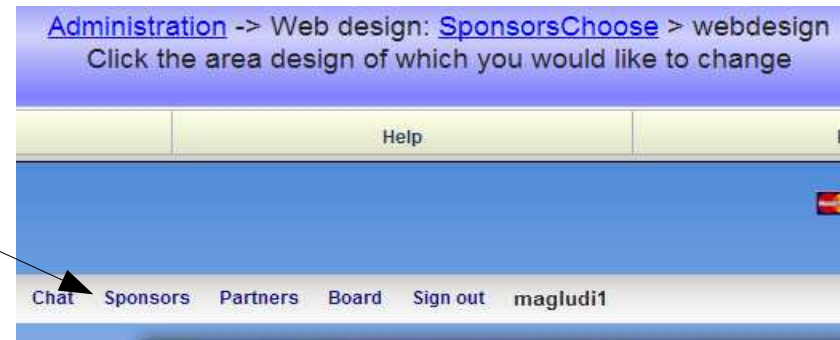 Administration -> Web design: SponsorsChoose > webdesign
Click the area design of which you would like to change
Help
Chat Sponsors Partners Board Sign out magludi1